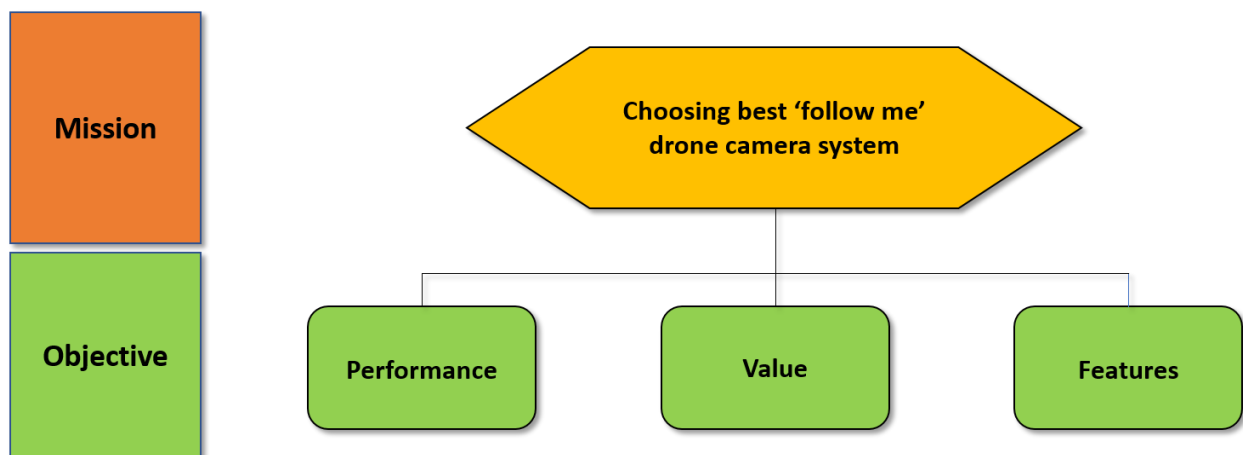 Mission
Choosing best ‘follow me’
drone camera system
Objective
Performance
Value
Features